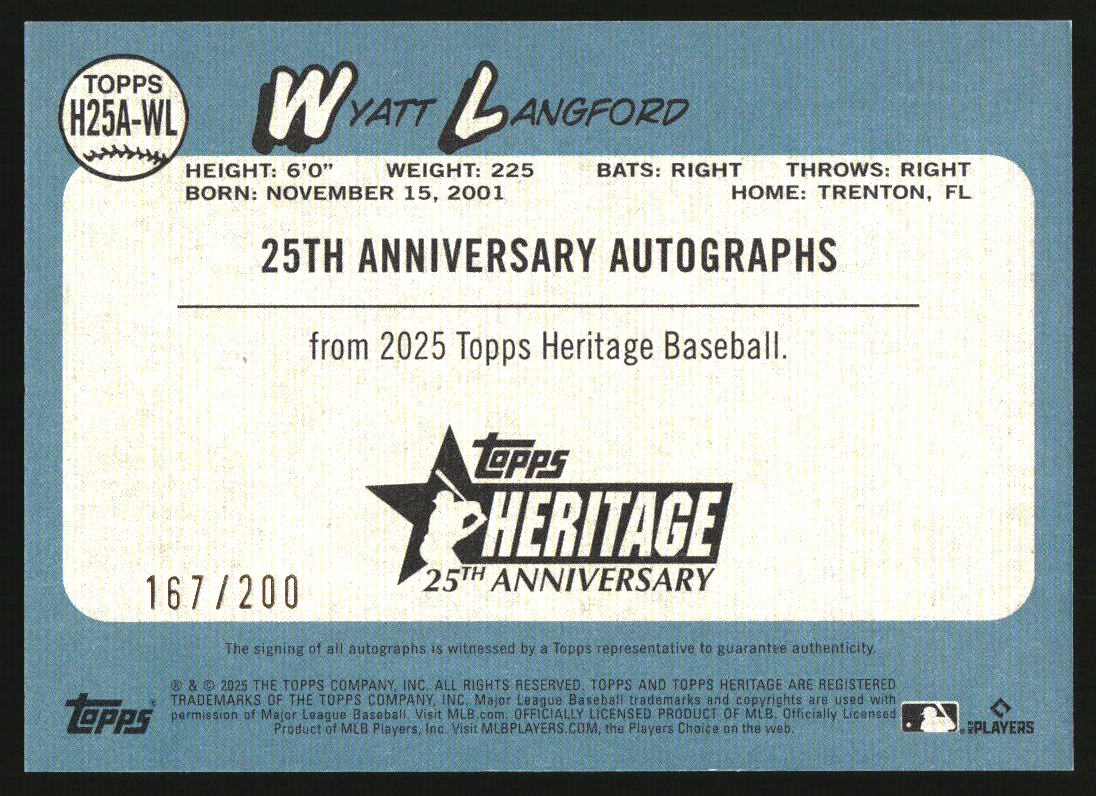 TOPPS
H25A-WL
WYATT LANGFORD
HEIGHT: 6'0" WEIGHT: 225 BATS: RIGHT THROWS: RIGHT
BORN: NOVEMBER 15, 2001 HOME: TRENTON, FL
25TH ANNIVERSARY AUTOGRAPHS
from 2025 Topps Heritage Baseball.
topps
HERITAGE
25TH ANNIVERSARY
167/200
The signing of all autographs is witnessed by a Topps representative to guarantee authenticity.
® & © 2025 THE TOPPS COMPANY, INC. ALL RIGHTS RESERVED. TOPPS AND TOPPS HERITAGE ARE REGISTERED
TRADEMARKS OF THE TOPPS COMPANY, INC. Major League Baseball trademarks and copyrights are used with
permission of Major League Baseball. Visit MLB.com. OFFICIALLY LICENSED PRODUCT OF MLB. Officially Licensed
Product of MLB Players, Inc. Visit MLBPLAYERS.COM, the Players Choice on the web.
topps
PLAYERS